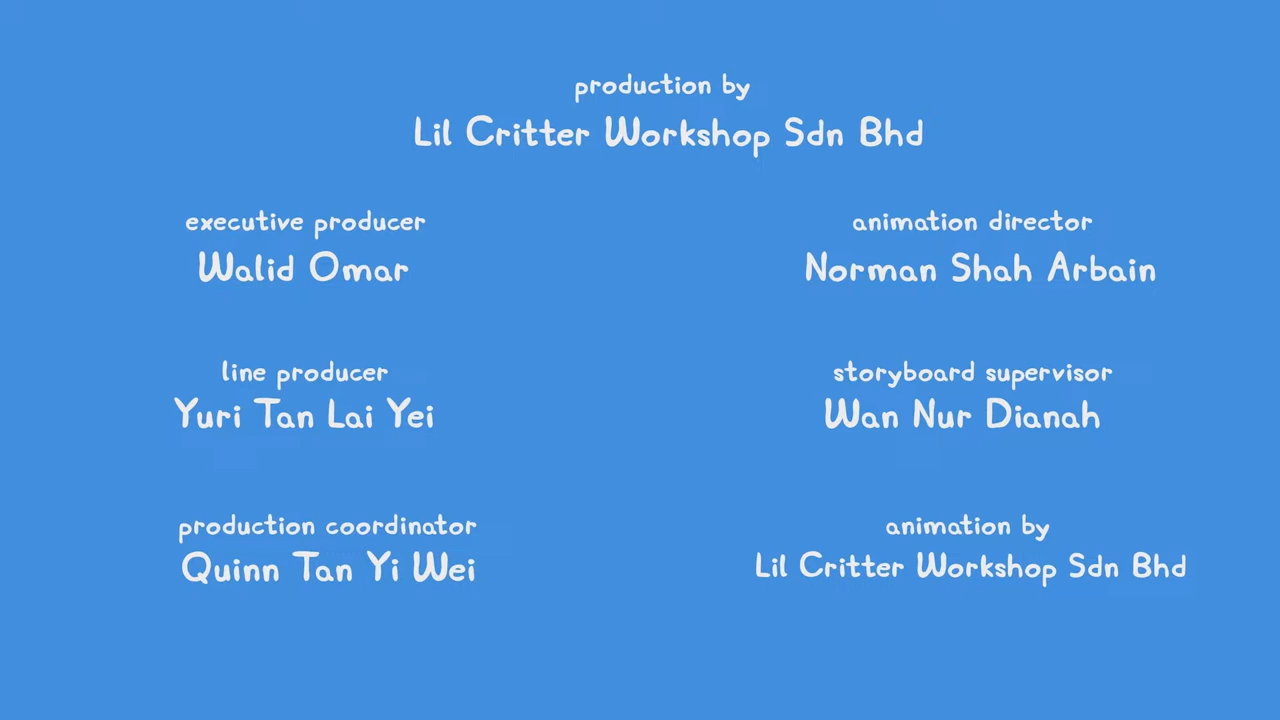 production by
Lil Critter Workshop Sdn Bhd
executive producer
Walid Omar
animation director
Norman Shah Arbain
line producer
Yuri Tan Lai Yei
storyboard supervisor
Wan Nur Dianah
production coordinator
Quinn Tan Yi Wei
animation by
Lil Critter Workshop Sdn Bhd